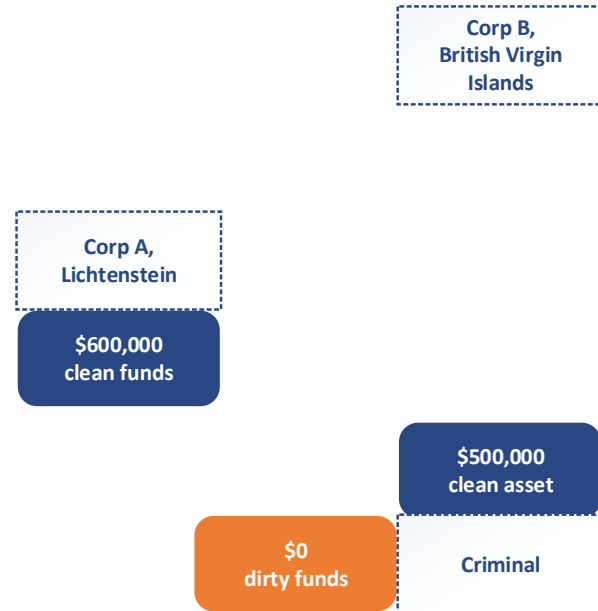 Corp B,
British Virgin
Islands
Corp A,
Lichtenstein
$600,000
clean funds
$500,000
clean asset
$0
dirty funds
Criminal